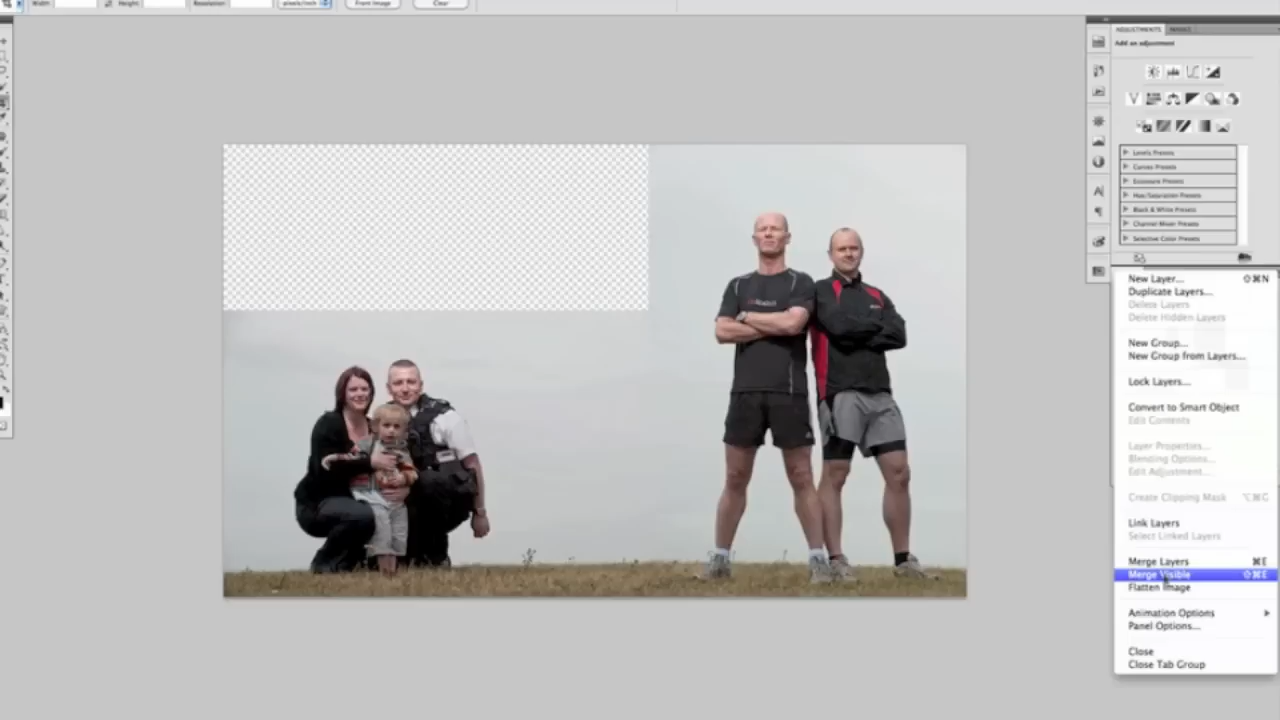 Width:
Height:
Resolution:
pixels/inch
Front Image
Clear
ADJUSTMENTS
MASKS
Add an adjustment
Levels Presets
Curves Presets
Exposure Presets
Hue/Saturation Presets
Black & White Presets
Channel Mixer Presets
Selective Color Presets
New Layer... ⇧⌘N
Duplicate Layers...
Delete Layers
Delete Hidden Layers
New Group...
New Group from Layers...
Lock Layers...
Convert to Smart Object
Edit Contents
Layer Properties...
Blending Options...
Edit Adjustment...
Create Clipping Mask ⌥⌘G
Link Layers
Select Linked Layers
Merge Layers ⌘E
Merge Visible ⇧⌘E
Flatten Image
Animation Options
Panel Options...
Close
Close Tab Group